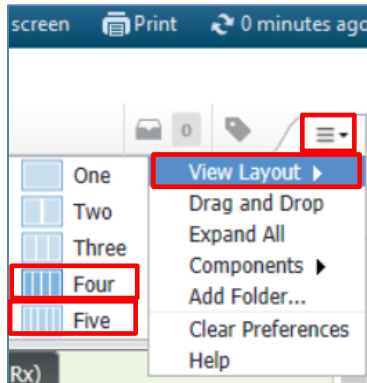 screen Print 0 minutes ago
0
One
Two
Three
Four
Five
View Layout
Drag and Drop
Expand All
Components
Add Folder...
Clear Preferences
Help
Rx)